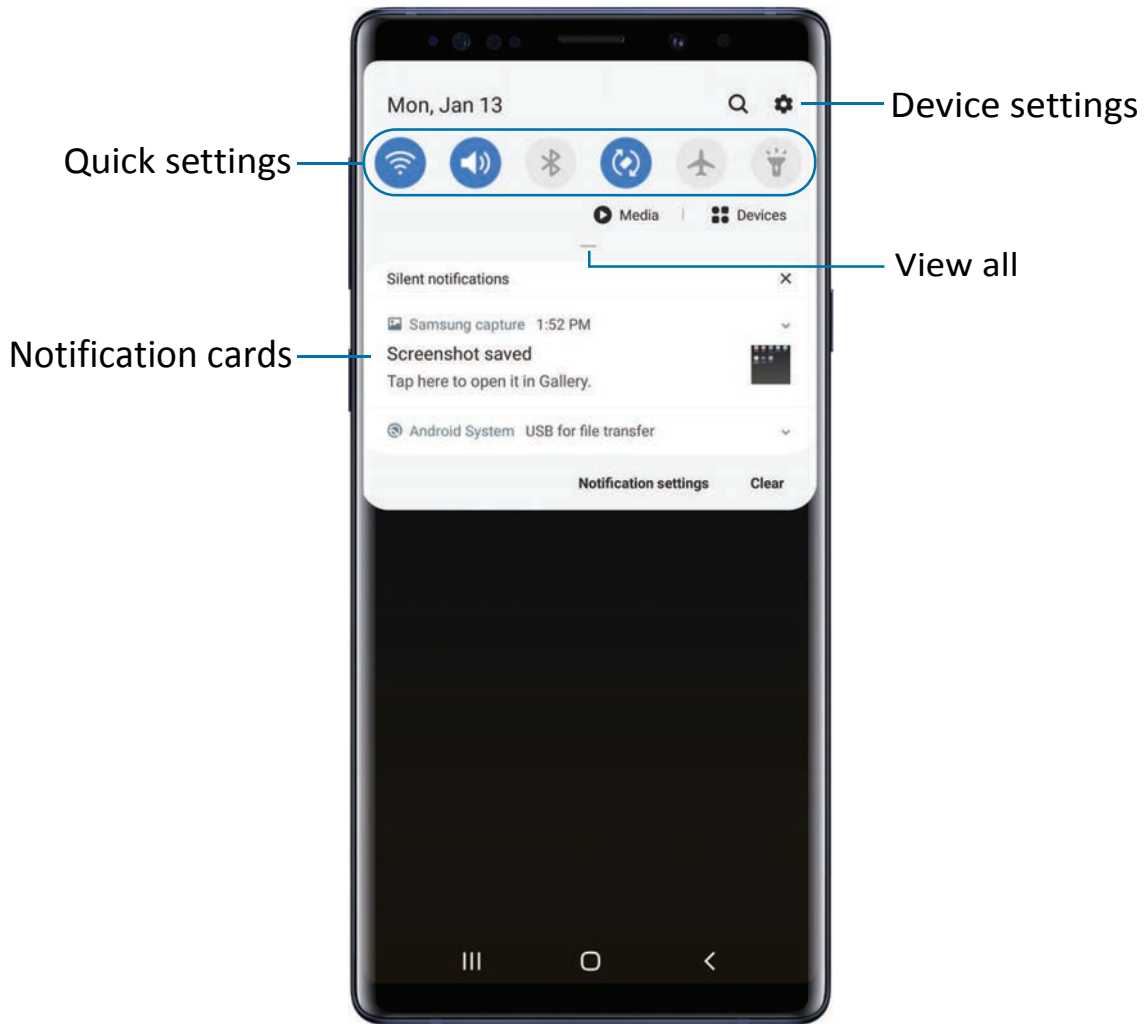 Mon, Jan 13
Device settings
Quick settings
Media
Devices
View all
Silent notifications
Samsung capture 1:52 PM
Notification cards
Screenshot saved
Tap here to open it in Gallery.
Android System USB for file transfer
Notification settings Clear